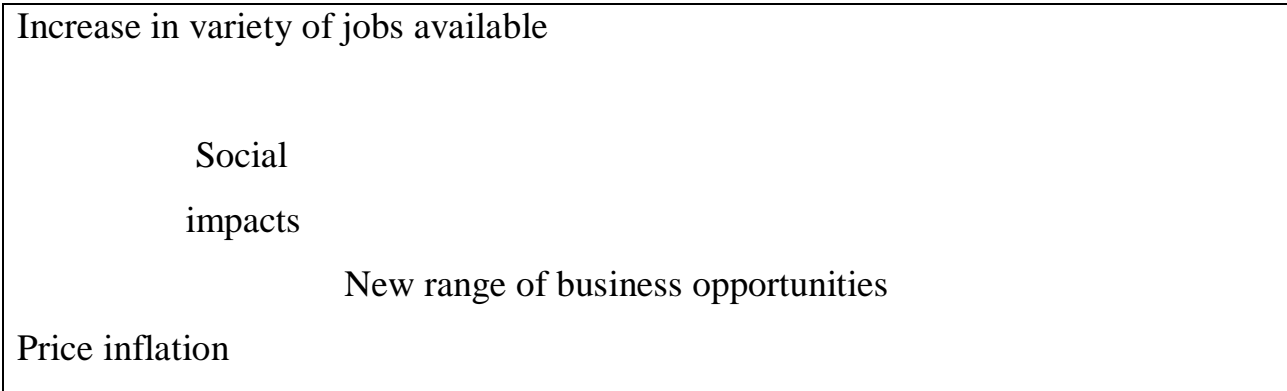 Increase in variety of jobs available
Social
impacts
New range of business opportunities
Price inflation